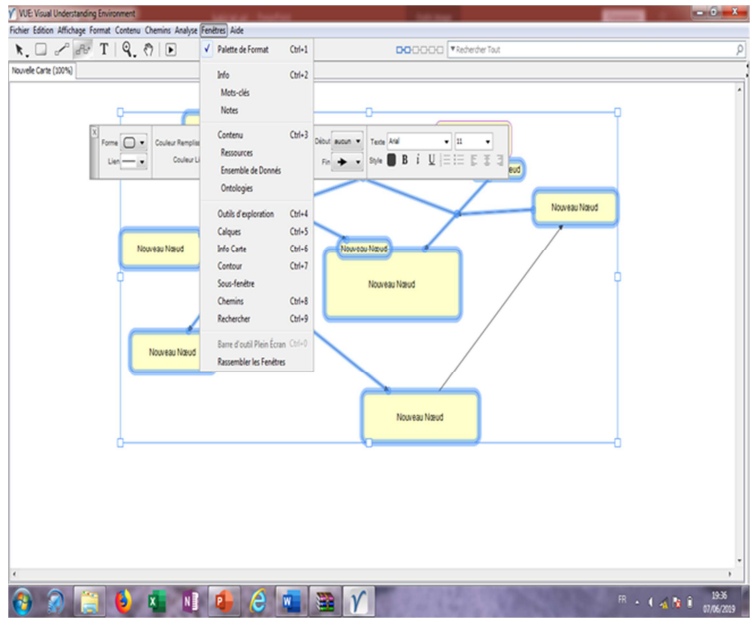 VUE: Visual Understanding Environment
Fichier Edition Affichage Format Contenu Chemins Analyse Fenêtres Aide
Rechercher Tout
Nouvelle Carte (100%)
Palette de Format Ctrl+1
Info Ctrl+2
Mots-clés
Notes
Contenu Ctrl+3
Ressources
Ensemble de Donnés
Ontologies
Outils d'exploration Ctrl+4
Calques Ctrl+5
Info Carte Ctrl+6
Contour Ctrl+7
Sous-fenêtre
Chemins Ctrl+8
Rechercher Ctrl+9
Barre d'outil Plein Écran Ctrl+0
Rassembler les Fenêtres
Forme Couleur Remplie Début aucun Texte Arial 11
Lien Couleur Li Fin Style B i U
Nouveau Nœud
Nouveau Nœud
Nouveau Nœud
Nouveau Nœud
Nouveau Nœud
Nouveau Nœud
FR 19:36
07/06/2019